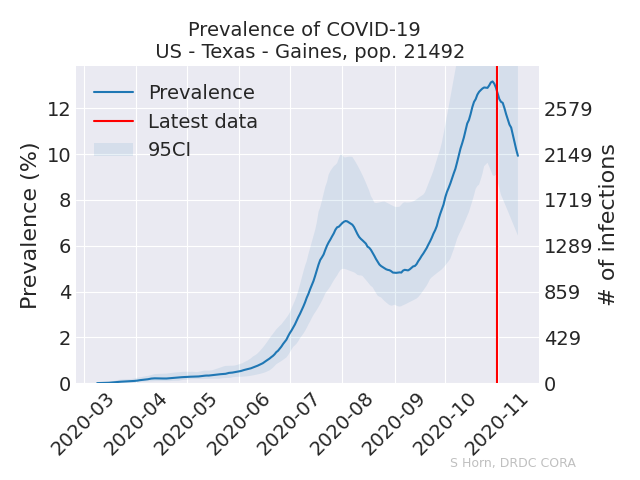 Prevalence of COVID-19
US - Texas - Gaines, pop. 21492
Prevalence
Latest data
95CI
Prevalence (%)
12
10
8
6
4
2
0
2579
2149
1719
1289
859
429
0
# of infections
2020-03
2020-04
2020-05
2020-06
2020-07
2020-08
2020-09
2020-10
2020-11
S Horn, DRDC CORA